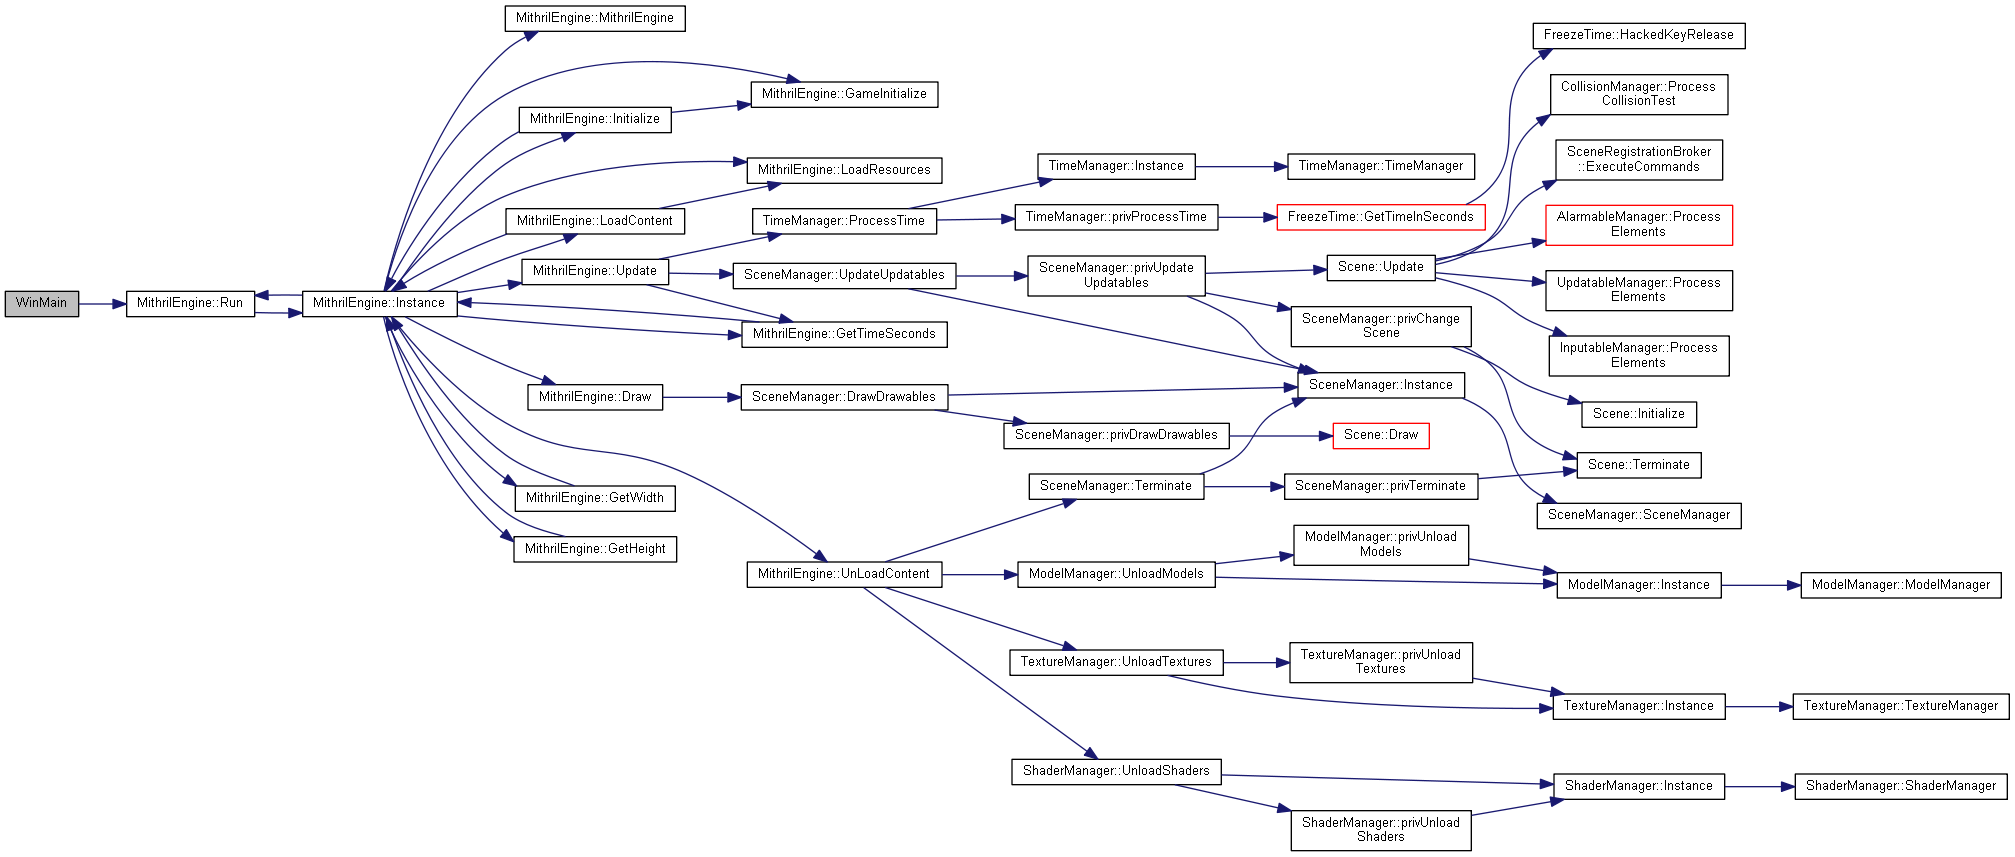 MithrilEngine::MithrilEngine
FreezeTime::HackedKeyRelease
MithrilEngine::GameInitialize
CollisionManager::Process
CollisionTest
MithrilEngine::Initialize
SceneRegistrationBroker
::ExecuteCommands
MithrilEngine::LoadResources
TimeManager::Instance
TimeManager::TimeManager
MithrilEngine::LoadContent
TimeManager::ProcessTime
TimeManager::privProcessTime
FreezeTime::GetTimeInSeconds
AlarmableManager::Process
Elements
MithrilEngine::Update
SceneManager::UpdateUpdatables
SceneManager::privUpdate
Updatables
Scene::Update
UpdatableManager::Process
Elements
WinMain
MithrilEngine::Run
MithrilEngine::Instance
MithrilEngine::GetTimeSeconds
SceneManager::privChange
Scene
InputableManager::Process
Elements
MithrilEngine::Draw
SceneManager::DrawDrawables
SceneManager::Instance
Scene::Initialize
SceneManager::privDrawDrawables
Scene::Draw
Scene::Terminate
MithrilEngine::GetWidth
SceneManager::Terminate
SceneManager::privTerminate
SceneManager::SceneManager
MithrilEngine::GetHeight
ModelManager::privUnload
Models
MithrilEngine::UnLoadContent
ModelManager::UnloadModels
ModelManager::Instance
ModelManager::ModelManager
TextureManager::UnloadTextures
TextureManager::privUnload
Textures
TextureManager::Instance
TextureManager::TextureManager
ShaderManager::UnloadShaders
ShaderManager::Instance
ShaderManager::ShaderManager
ShaderManager::privUnload
Shaders